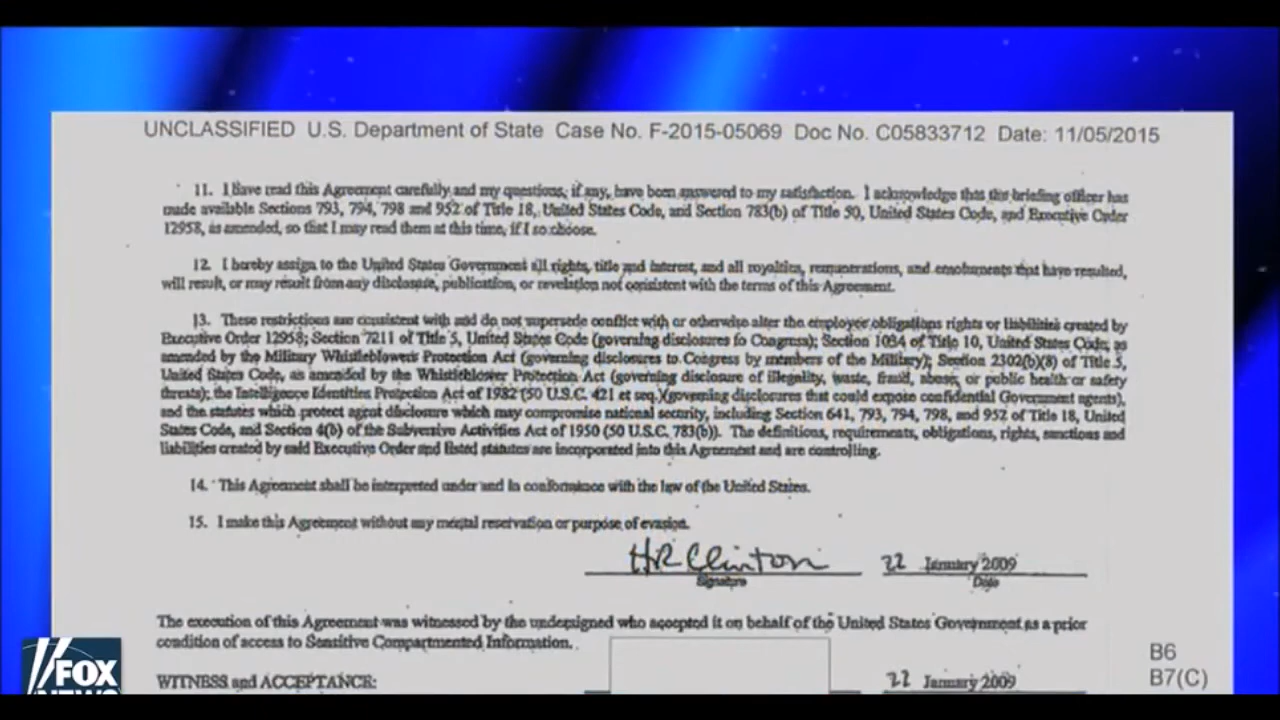 UNCLASSIFIED U.S. Department of State Case No. F-2015-05069 Doc No. C05833712 Date: 11/05/2015
11. I have read this Agreement carefully and my questions, if any, have been answered to my satisfaction. I acknowledge that the briefing officer has
made available Sections 793, 794, 798 and 952 of Title 18, United States Code, and Section 783(b) of Title 50, United States Code, and Executive Order
12958, as amended, so that I may read them at this time, if I so choose.
12. I hereby assign to the United States Government all rights, title and interest, and all royalties, remunerations, and emoluments that have resulted,
will result, or may result from any disclosure, publication, or revelation not consistent with the terms of this Agreement.
13. These restrictions are consistent with and do not supersede conflict with or otherwise alter the employee obligations rights or liabilities created by
Executive Order 12958; Section 7211 of Title 5, United States Code (governing disclosures to Congress); Section 1034 of Title 10, United States Code, as
amended by the Military Whistleblowers Protection Act (governing disclosures to Congress by members of the Military); Section 2302(b)(8) of Title 5,
United States Code, as amended by the Whistleblower Protection Act (governing disclosure of illegality, waste, fraud, abuse, or public health or safety
threats); the Intelligence Identities Protection Act of 1982 (50 U.S.C. 421 et seq.)(governing disclosures that could expose confidential Government agents),
and the statutes which protect agent disclosure which may compromise national security, including Section 641, 793, 794, 798, and 952 of Title 18, United
States Code, and Section 4(b) of the Subversive Activities Act of 1950 (50 U.S.C. 783(b)). The definitions, requirements, obligations, rights, sanctions and
liabilities created by said Executive Order and listed statutes are incorporated into this Agreement and are controlling.
14. This Agreement shall be interpreted under and in conformance with the law of the United States.
15. I make this Agreement without any mental reservation or purpose of evasion.
HR Clinton 22 January 2009
Signature Date
The execution of this Agreement was witnessed by the undersigned who accepted it on behalf of the United States Government as a prior
condition of access to Sensitive Compartmented Information.
B6
WITNESS and ACCEPTANCE: 22 January 2009 B7(C)
FOX
NEWS